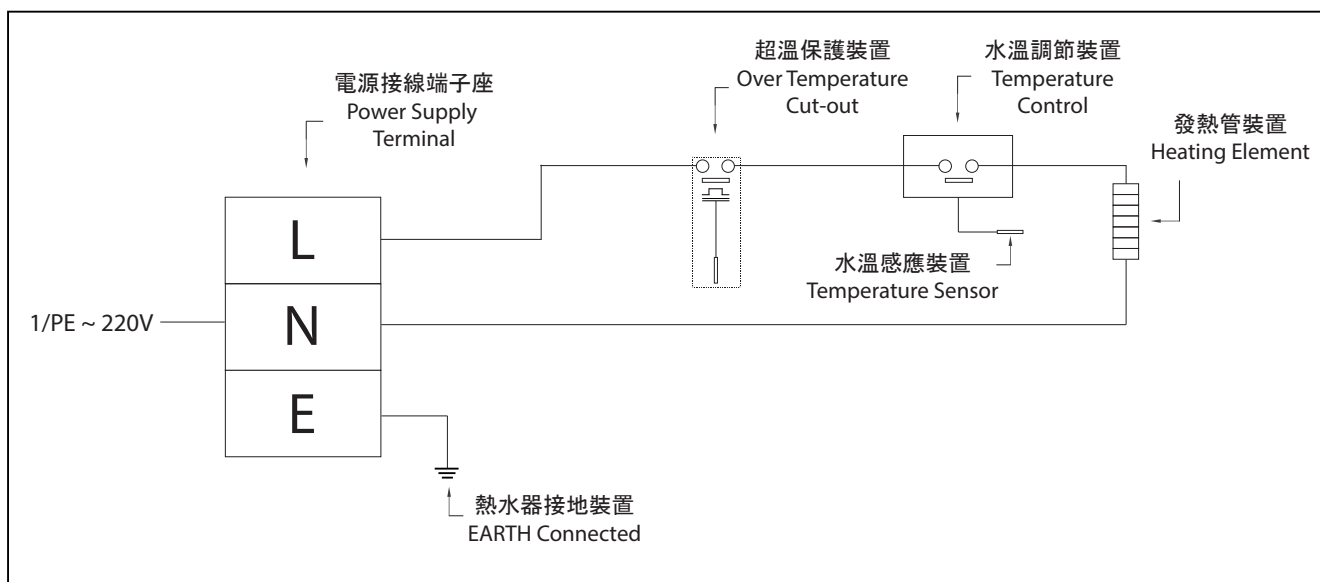 超溫保護裝置
Over Temperature
Cut-out
水溫調節裝置
Temperature
Control
電源接線端子座
Power Supply
Terminal
發熱管裝置
Heating Element
L
水溫感應裝置
Temperature Sensor
1/PE ~ 220V
N
E
熱水器接地裝置
EARTH Connected